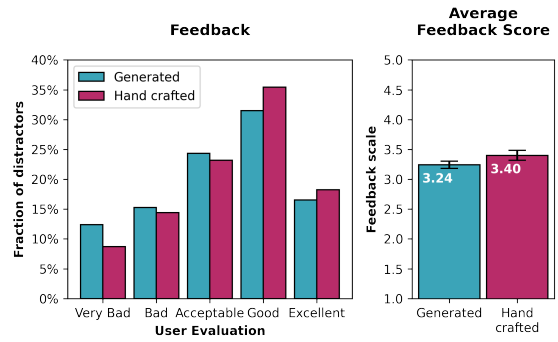 Feedback
40%
35%
30%
25%
20%
15%
10%
5%
0%
Fraction of distractors
Generated
Hand crafted
Very Bad
Bad
Acceptable
Good
Excellent
User Evaluation
Average
Feedback Score
5.0
4.5
4.0
3.5
3.0
2.5
2.0
1.5
1.0
Feedback scale
3.24
3.40
Generated
Hand
crafted